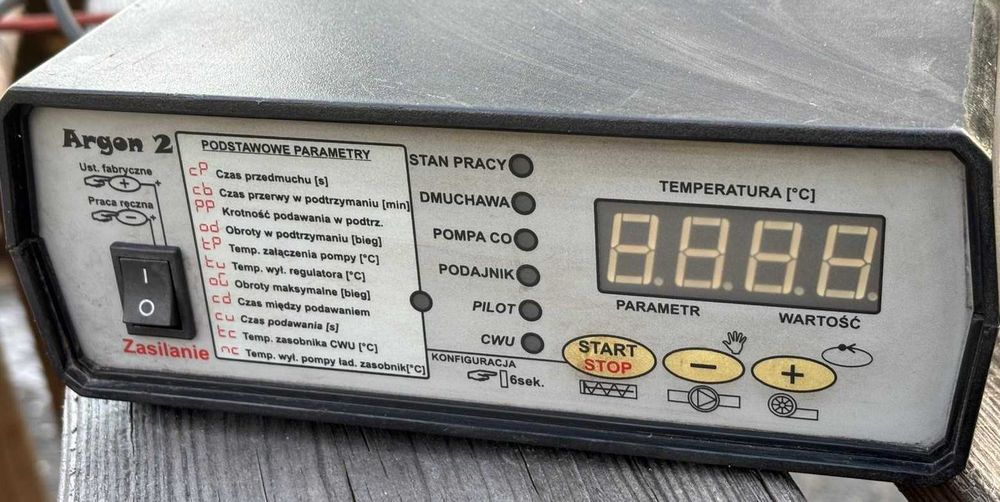 Argon 2
Ust. fabryczne
+
Praca ręczna
-
I
O
Zasilanie
PODSTAWOWE PARAMETRY
cP Czas przedmuchu [s]
cb Czas przerwy w podtrzymaniu [min]
PP Krotność podawania w podtrz.
od Obroty w podtrzymaniu [bieg]
tP Temp. załączenia pompy [°C]
tu Temp. wył. regulatora [°C]
oG Obroty maksymalne [bieg]
cd Czas między podawaniem
cu Czas podawania [s]
tc Temp. zasobnika CWU [°C]
nc Temp. wył. pompy ład. zasobnik[°C]
STAN PRACY
DMUCHAWA
POMPA CO
PODAJNIK
PILOT
CWU
KONFIGURACJA
6sek.
TEMPERATURA [°C]
8.8.8.8.
PARAMETR WARTOŚĆ
START
STOP
-
+